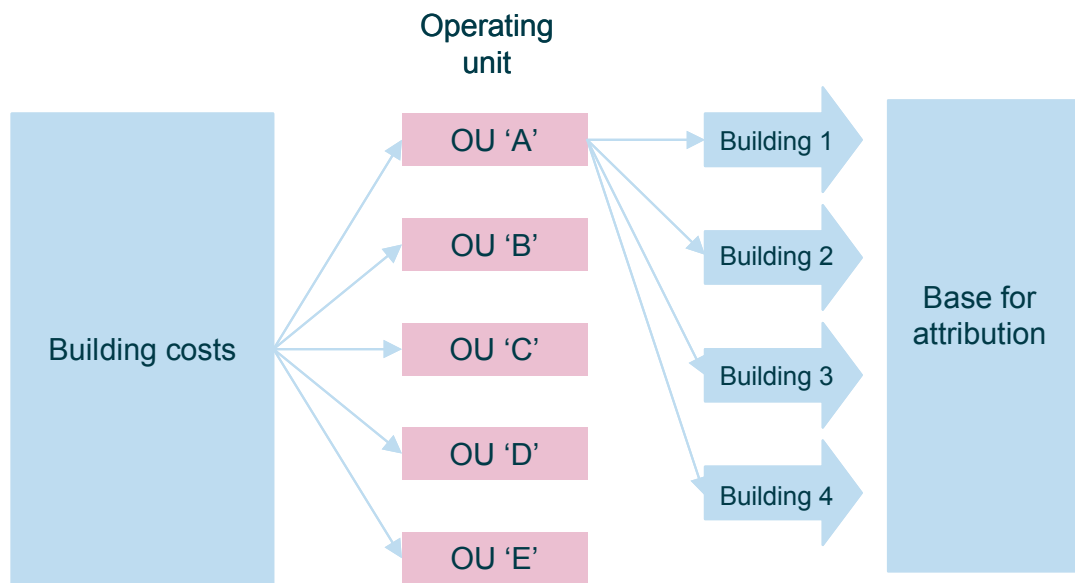 Operating
unit
Building costs
OU ‘A’
OU ‘B’
OU ‘C’
OU ‘D’
OU ‘E’
Building 1
Building 2
Building 3
Building 4
Base for
attribution